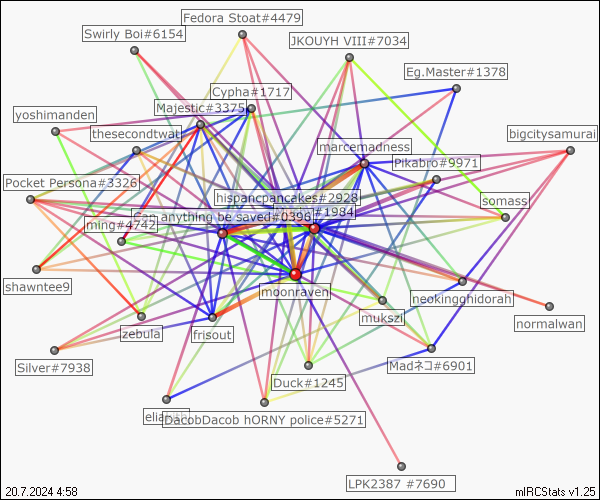 Fedora Stoat#4479
Swirly Boi#6154
JKOUYH VIII#7034
Eg.Master#1378
Cypha#1717
Majestic#3375
yoshimanden
thesecondtwat
bigcitysamurai
marcemadness
Pikabro#9971
Pocket Persona#3326
hispancpancakes#2928
somass
#1984
Can anything be saved#0396
ming#4742
shawntee9
moonraven
neokingghidorah
normalwan
mukszi
zebula
frisout
Silver#7938
Madネコ#6901
Duck#1245
DacobDacob hORNY police#5271
LPK2387 #7690
20.7.2024 4:58
mIRCStats v1.25